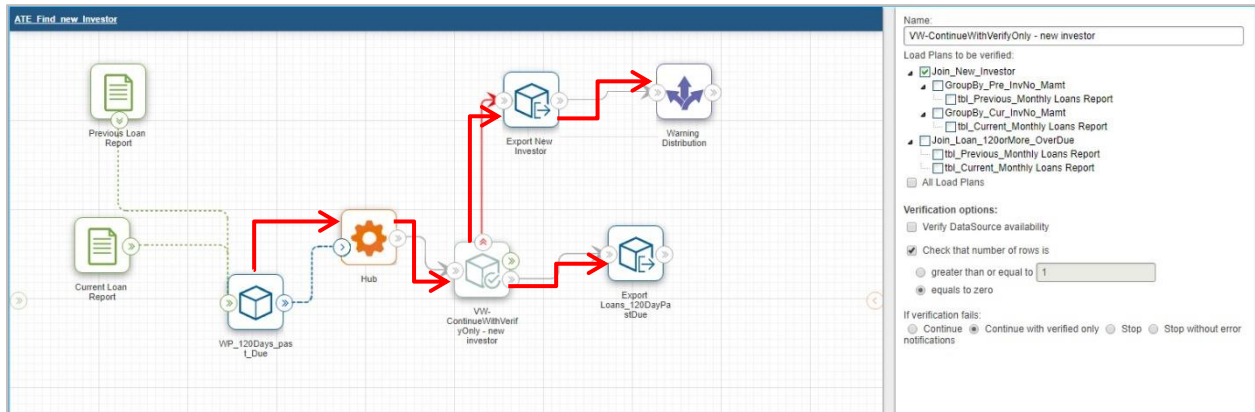 ATE_Find_new_Investor
Previous Loan
Report
Current Loan
Report
WP_120Days_pas
t_Due
Hub
VW-
ContinueWithVerif
yOnly - new
investor
Export New
Investor
Warning
Distribution
Export
Loans_120DayPa
stDue
Name:
VW-ContinueWithVerifyOnly - new investor
Load Plans to be verified:
Join_New_Investor
GroupBy_Pre_InvNo_Mamt
tbl_Previous_Monthly Loans Report
GroupBy_Cur_InvNo_Mamt
tbl_Current_Monthly Loans Report
Join_Loan_120orMore_OverDue
tbl_Previous_Monthly Loans Report
tbl_Current_Monthly Loans Report
All Load Plans
Verification options:
Verify DataSource availability
Check that number of rows is
greater than or equal to 1
equals to zero
If verification fails:
Continue Continue with verified only Stop Stop without error
notifications